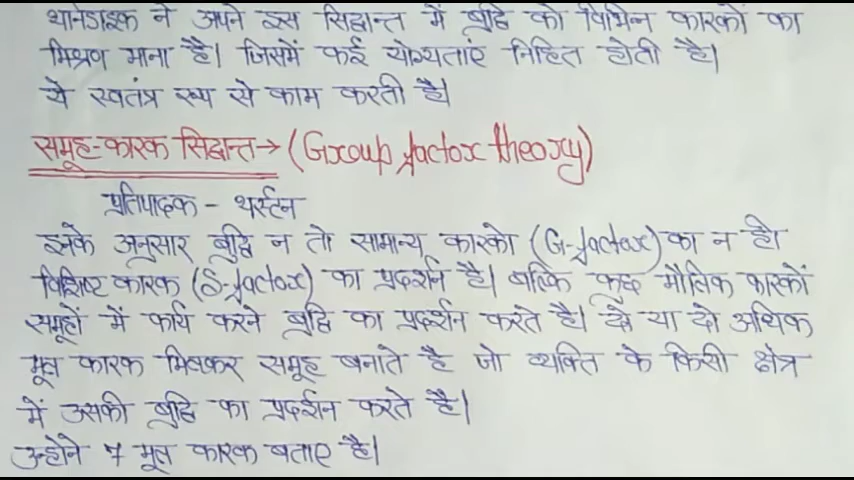 थार्नडाइक ने अपने इस सिद्धान्त में बुद्धि को विभिन्न कारकों का
मिश्रण माना है। जिसमें कई योग्यताएं निहित होती है।
ये स्वतंत्र रूप से काम करती है।
समूह-कारक सिद्धान्त→(Group factor theory)
प्रतिपादक - थर्स्टन
इनके अनुसार बुद्धि न तो सामान्य कारको (G-factor) का न ही
विशिष्ट कारक (S-factor) का प्रदर्शन है। बल्कि कुछ मौलिक कारकों
समूहों में कार्य करने बुद्धि का प्रदर्शन करते है। दो या दो अधिक
मूल कारक मिलकर समूह बनाते है जो व्यक्ति के किसी क्षेत्र
में उसकी बुद्धि का प्रदर्शन करते है।
उन्होने 7 मूल कारक बताए है।